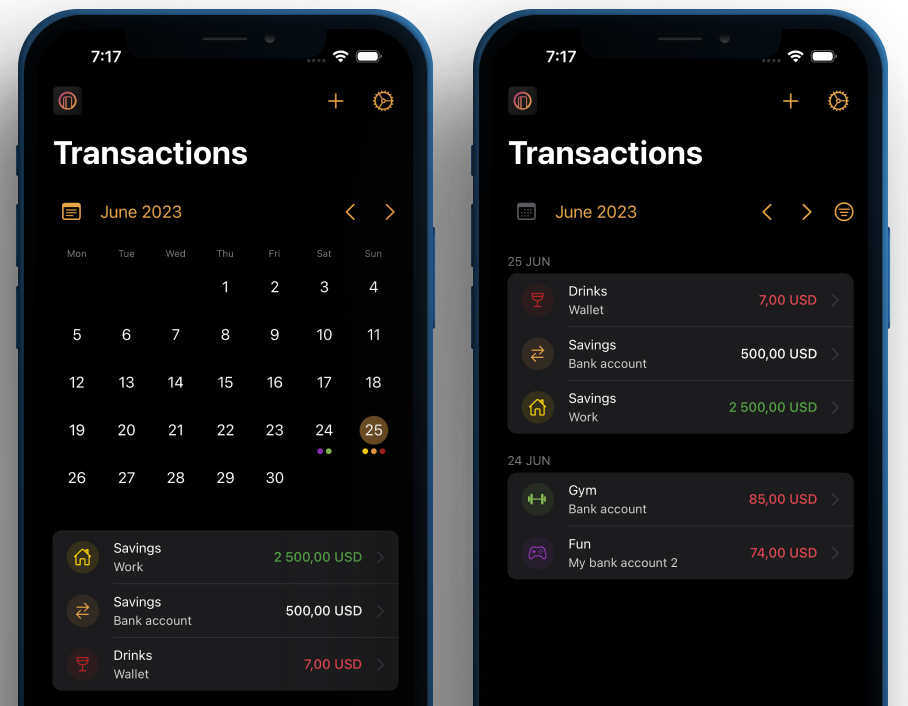 7:17
Transactions
June 2023
Mon Tue Wed Thu Fri Sat Sun
1 2 3 4
5 6 7 8 9 10 11
12 13 14 15 16 17 18
19 20 21 22 23 24 25
26 27 28 29 30
Savings
Work
2 500,00 USD
Savings
Bank account
500,00 USD
Drinks
Wallet
7,00 USD
7:17
Transactions
June 2023
25 JUN
Drinks
Wallet
7,00 USD
Savings
Bank account
500,00 USD
Savings
Work
2 500,00 USD
24 JUN
Gym
Bank account
85,00 USD
Fun
My bank account 2
74,00 USD